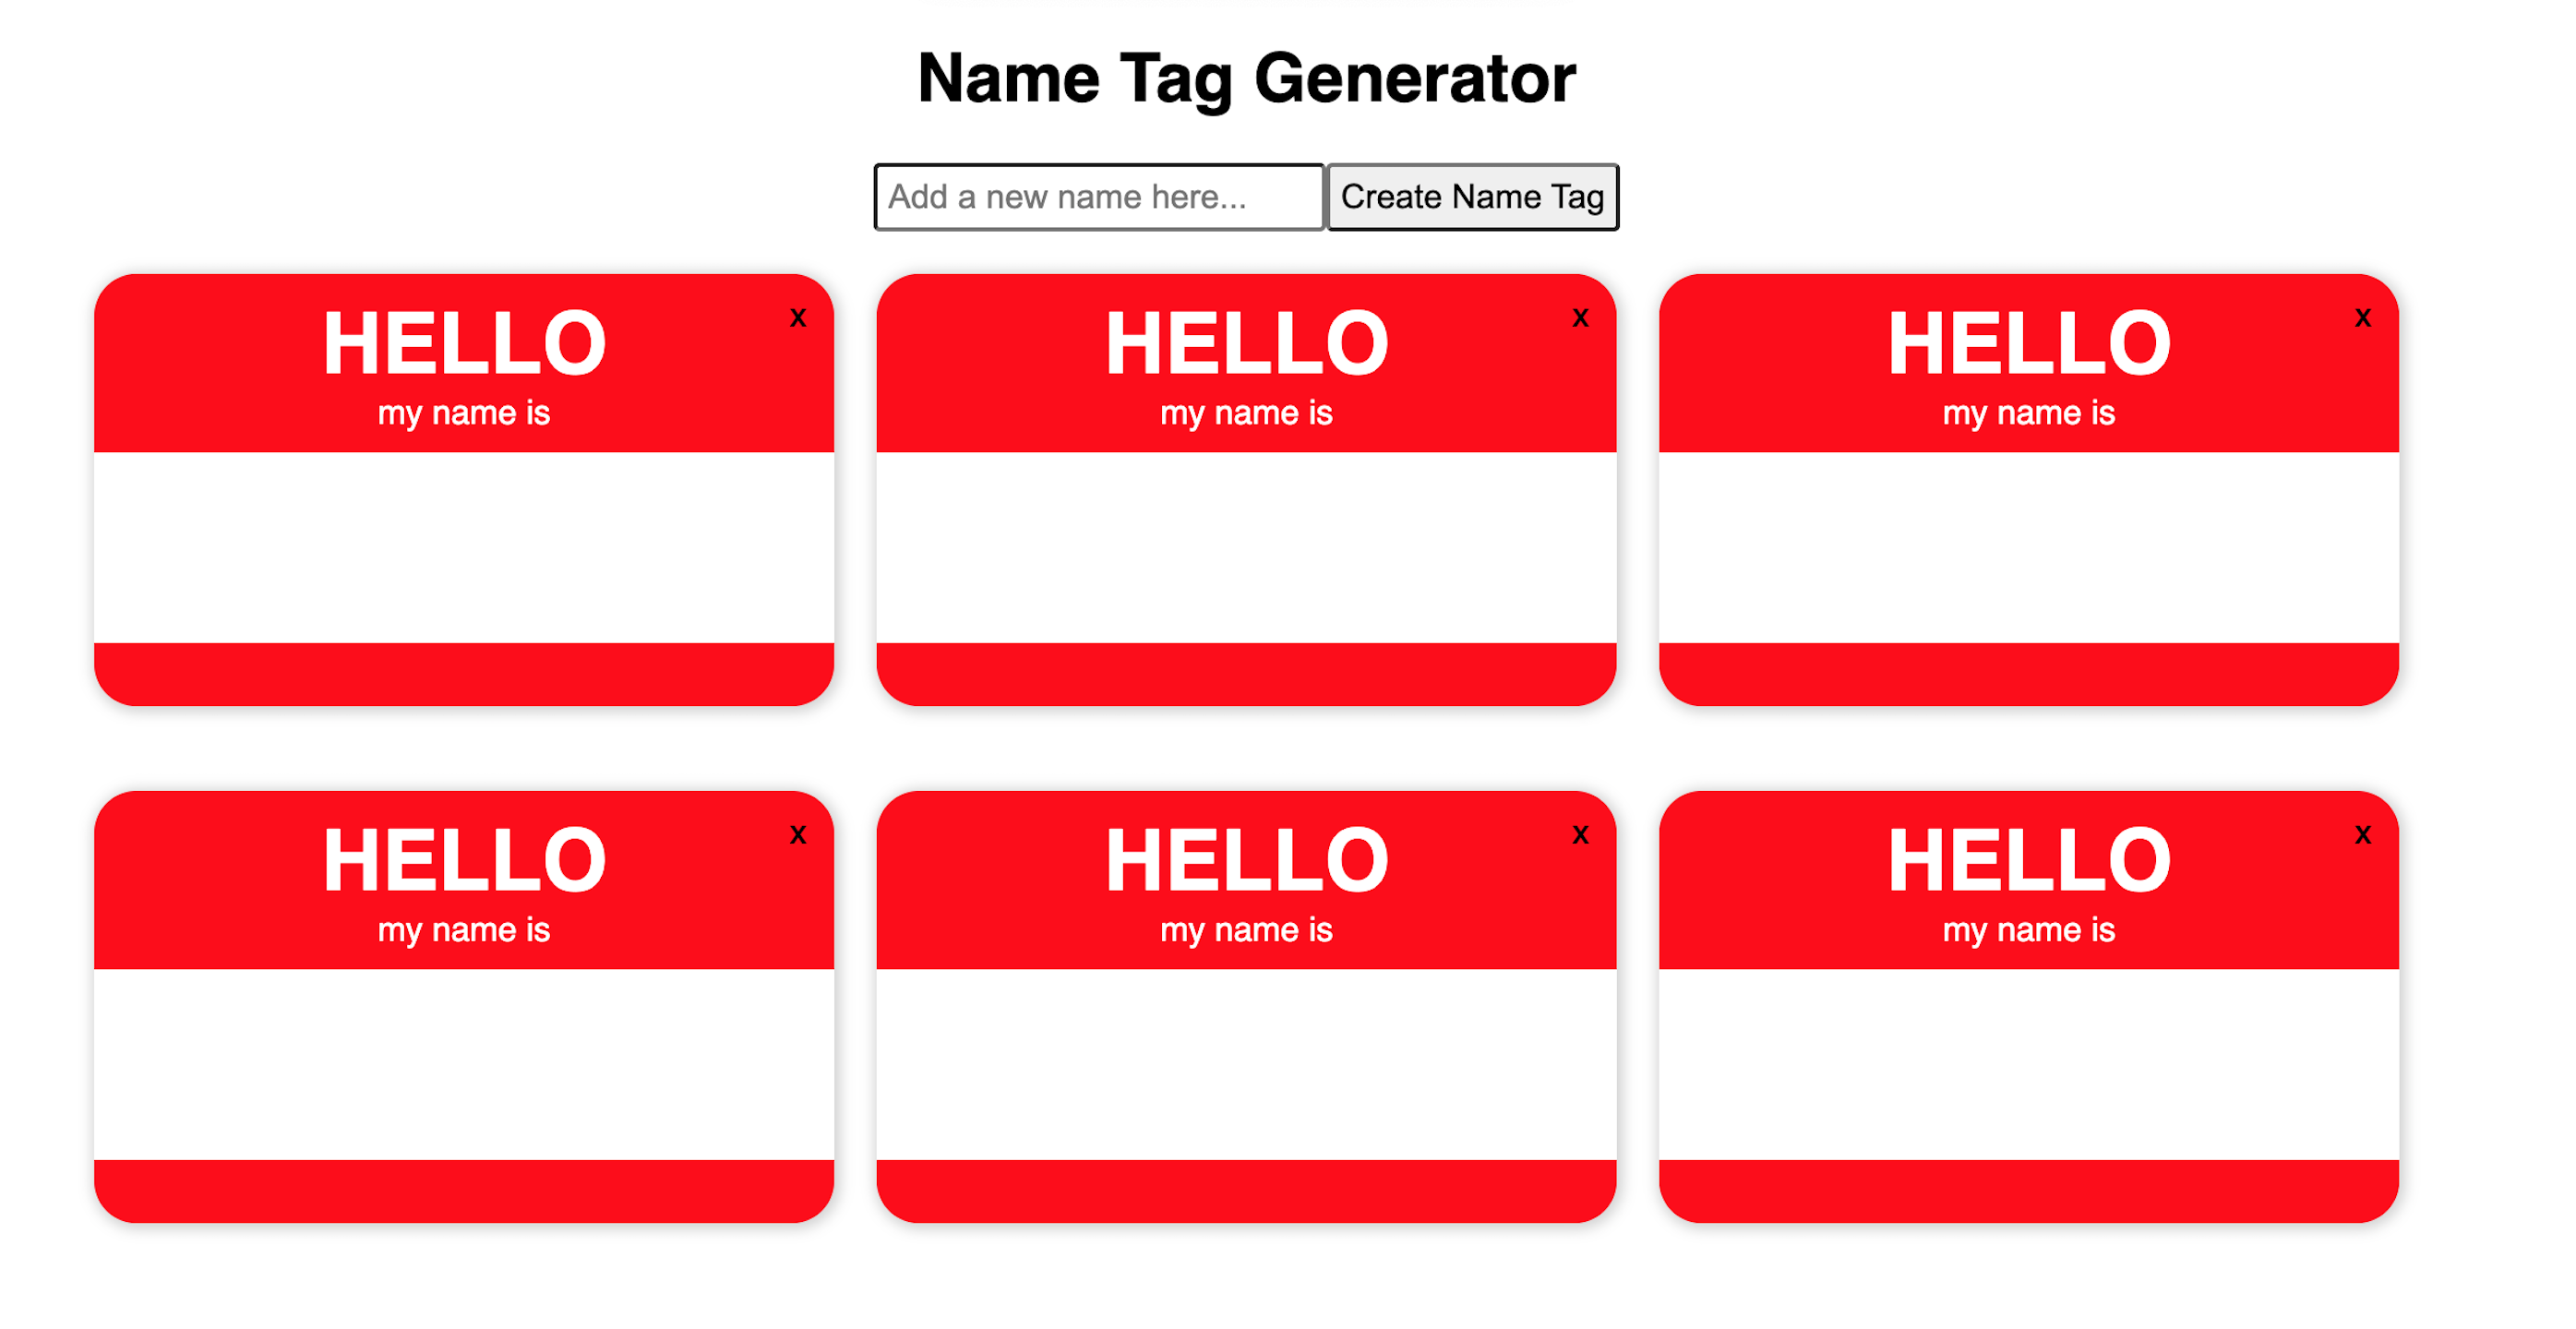 Name Tag Generator
Add a new name here... Create Name Tag
HELLO x HELLO x HELLO x
my name is my name is my name is
HELLO x HELLO x HELLO x
my name is my name is my name is